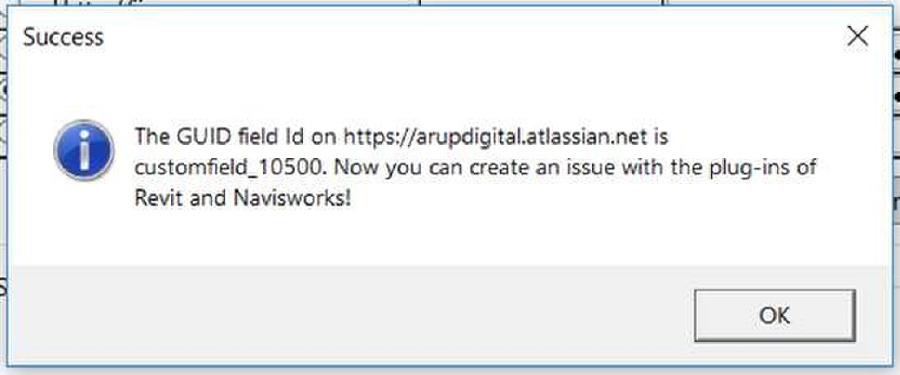 Success
The GUID field Id on https://arupdigital.atlassian.net is
customfield_10500. Now you can create an issue with the plug-ins of
Revit and Navisworks!
OK